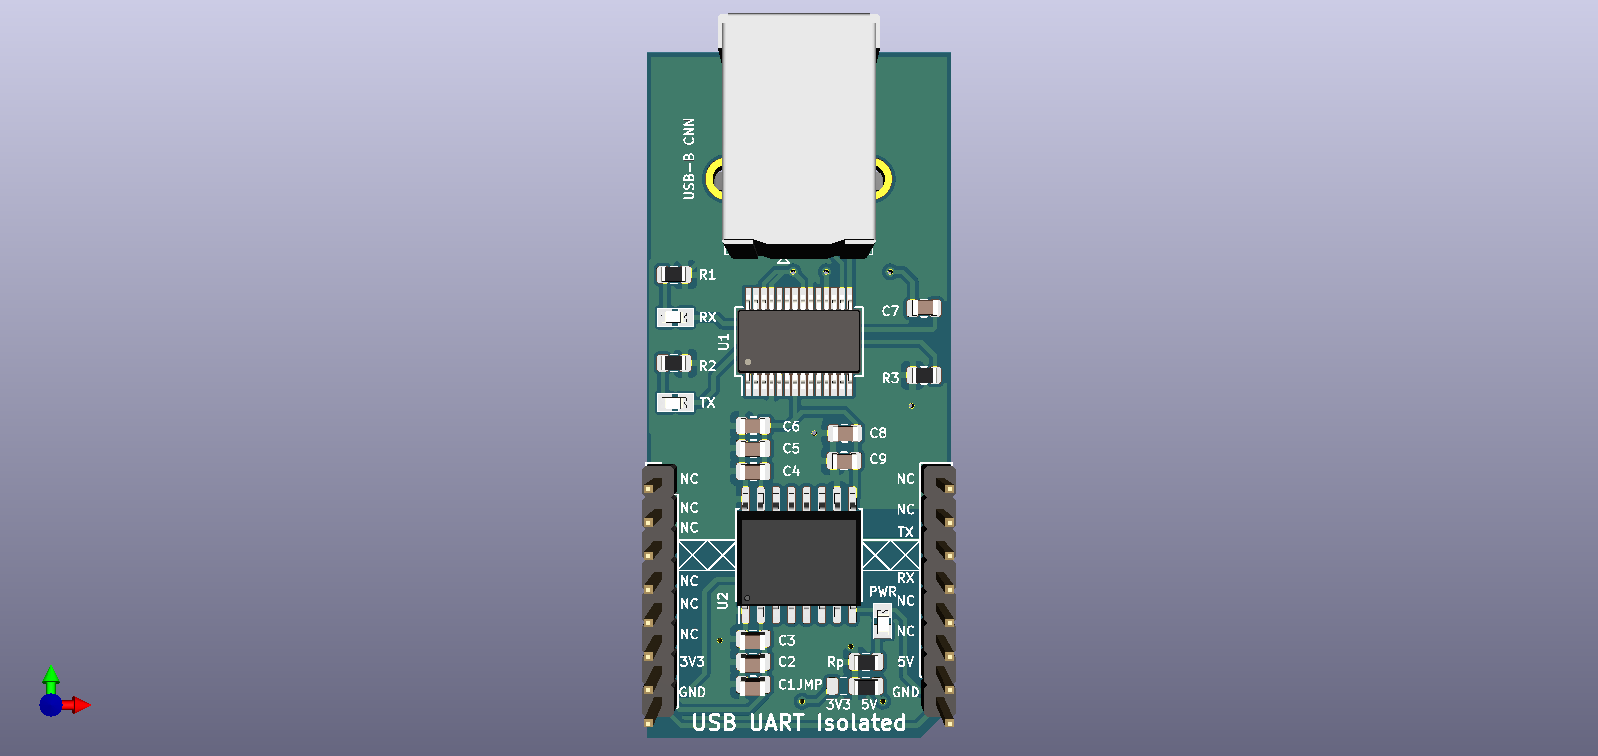 USB-B CNN
R1
RX
C7
U1
R2
R3
TX
C6
C8
C5
C9
C4
NC
NC
NC
NC
NC
TX
NC
RX
PWR
NC
NC
U2
NC
NC
C3
3V3
C2
Rp
5V
GND
C1JMP
GND
3V3 5V
USB UART Isolated